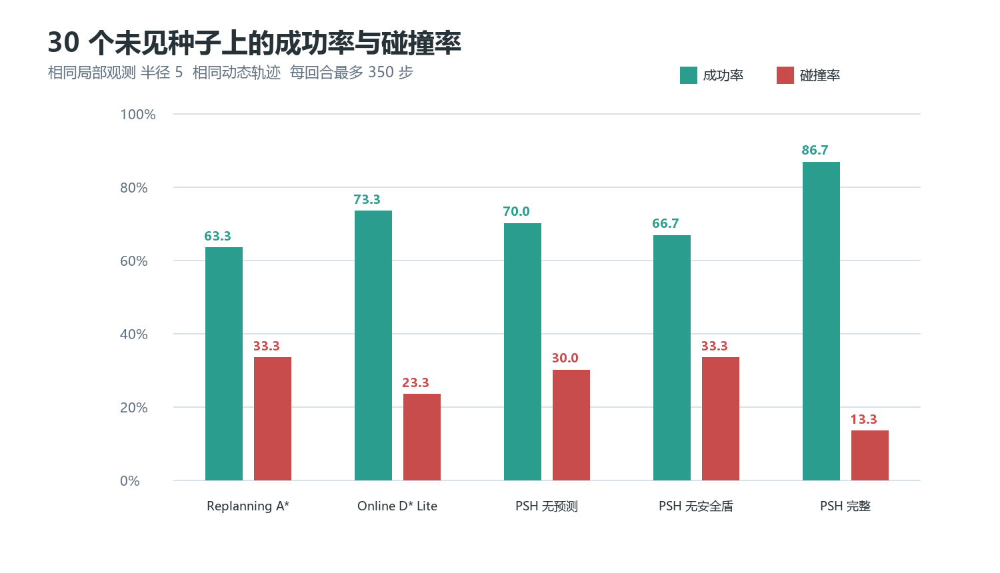 30 个未见种子上的成功率与碰撞率
相同局部观测 半径 5 相同动态轨迹 每回合最多 350 步
成功率 碰撞率
100%
80%
60%
40%
20%
0%
63.3 33.3 73.3 23.3 70.0 30.0 66.7 33.3 86.7 13.3
Replanning A* Online D* Lite PSH 无预测 PSH 无安全盾 PSH 完整